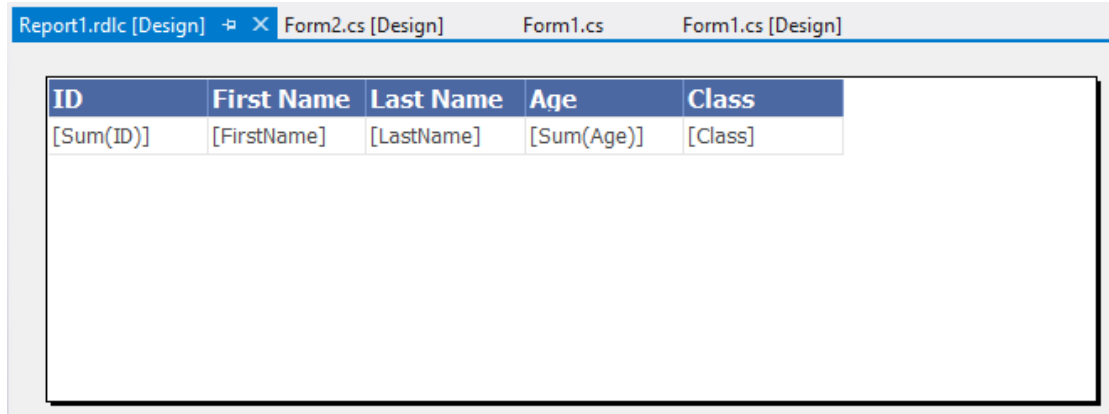 Report1.rdlc [Design] Form2.cs [Design] Form1.cs Form1.cs [Design]
ID First Name Last Name Age Class
[Sum(ID)] [FirstName] [LastName] [Sum(Age)] [Class]